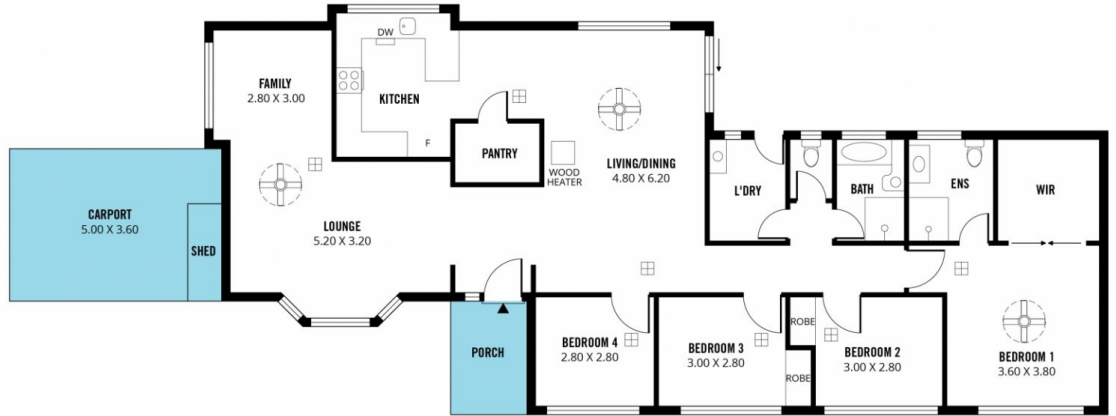 DW
FAMILY
2.80 X 3.00
KITCHEN
F
PANTRY
WOOD
HEATER
LIVING/DINING
4.80 X 6.20
L'DRY
BATH
ENS
WIR
CARPORT
5.00 X 3.60
SHED
LOUNGE
5.20 X 3.20
PORCH
BEDROOM 4
2.80 X 2.80
BEDROOM 3
3.00 X 2.80
ROBE
ROBE
BEDROOM 2
3.00 X 2.80
BEDROOM 1
3.60 X 3.80